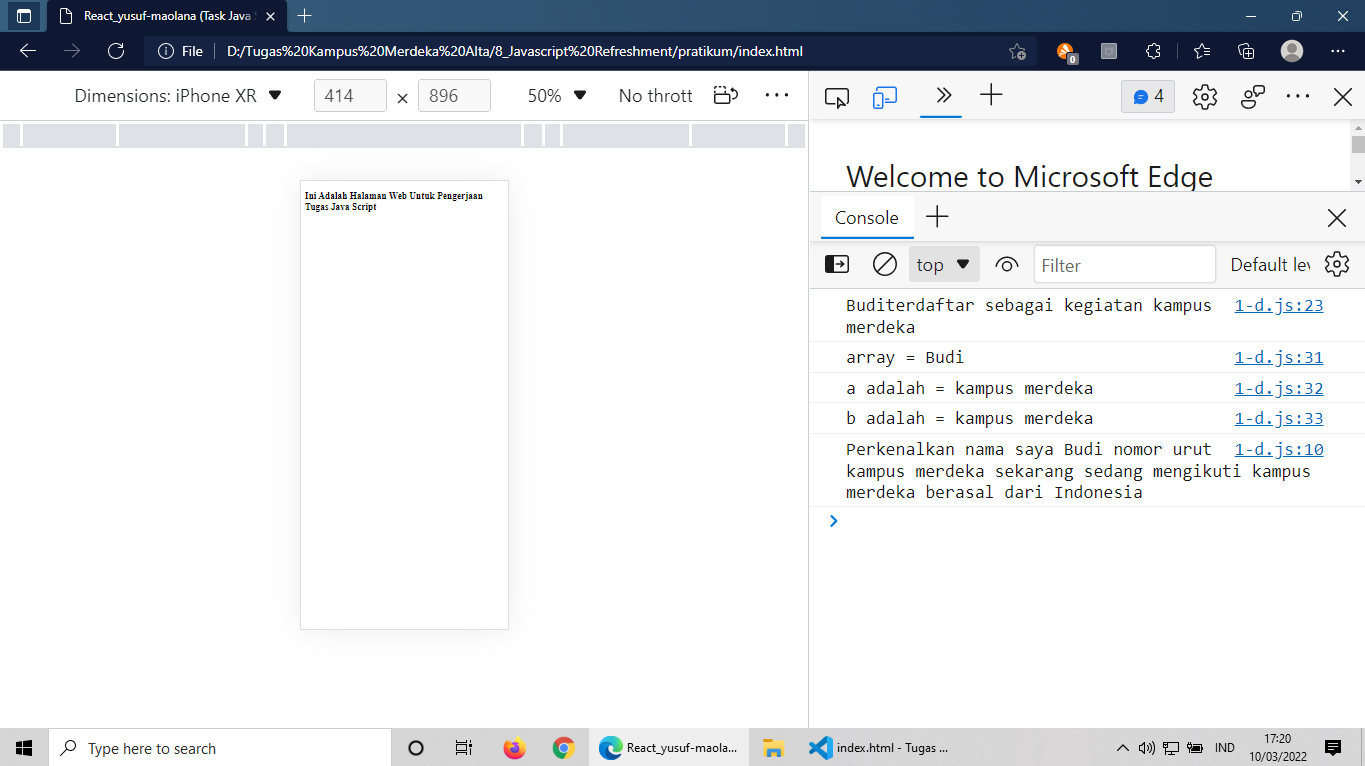 React_yusuf-maolana (Task Java S
File
D:/Tugas%20Kampus%20Merdeka%20Alta/8_Javascript%20Refreshment/pratikum/index.html
0
Dimensions: iPhone XR
414
×
896
50%
No thrott
4
Welcome to Microsoft Edge
Ini Adalah Halaman Web Untuk Pengerjaan
Tugas Java Script
Console
top
Filter
Default lev
Buditerdaftar sebagai kegiatan kampus 1-d.js:23
merdeka
array = Budi 1-d.js:31
a adalah = kampus merdeka 1-d.js:32
b adalah = kampus merdeka 1-d.js:33
Perkenalkan nama saya Budi nomor urut 1-d.js:10
kampus merdeka sekarang sedang mengikuti kampus
merdeka berasal dari Indonesia
Type here to search
React_yusuf-maola...
index.html - Tugas ...
IND
17:20
10/03/2022